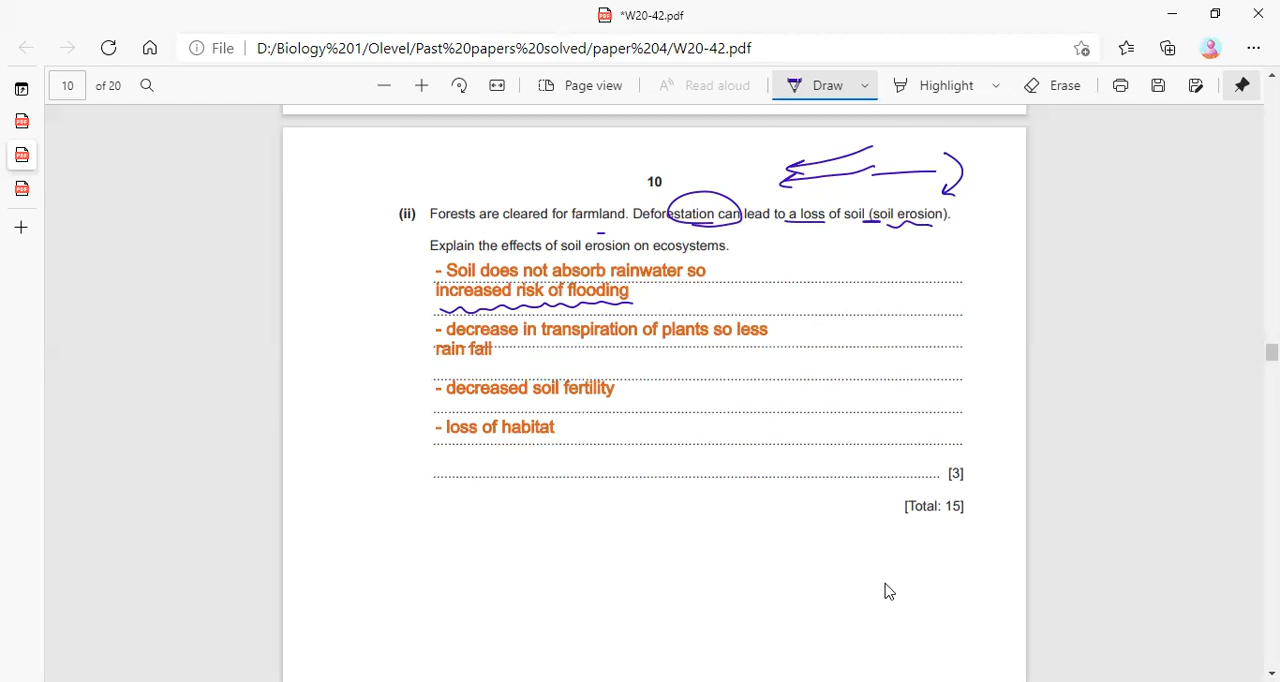 *W20-42.pdf
File D:/Biology%201/Olevel/Past%20papers%20solved/paper%204/W20-42.pdf
10 of 20 Page view Read aloud Draw Highlight Erase
10
(ii) Forests are cleared for farmland. Deforestation can lead to a loss of soil (soil erosion).
Explain the effects of soil erosion on ecosystems.
- Soil does not absorb rainwater so
increased risk of flooding
- decrease in transpiration of plants so less
rain fall
- decreased soil fertility
- loss of habitat
[3]
[Total: 15]